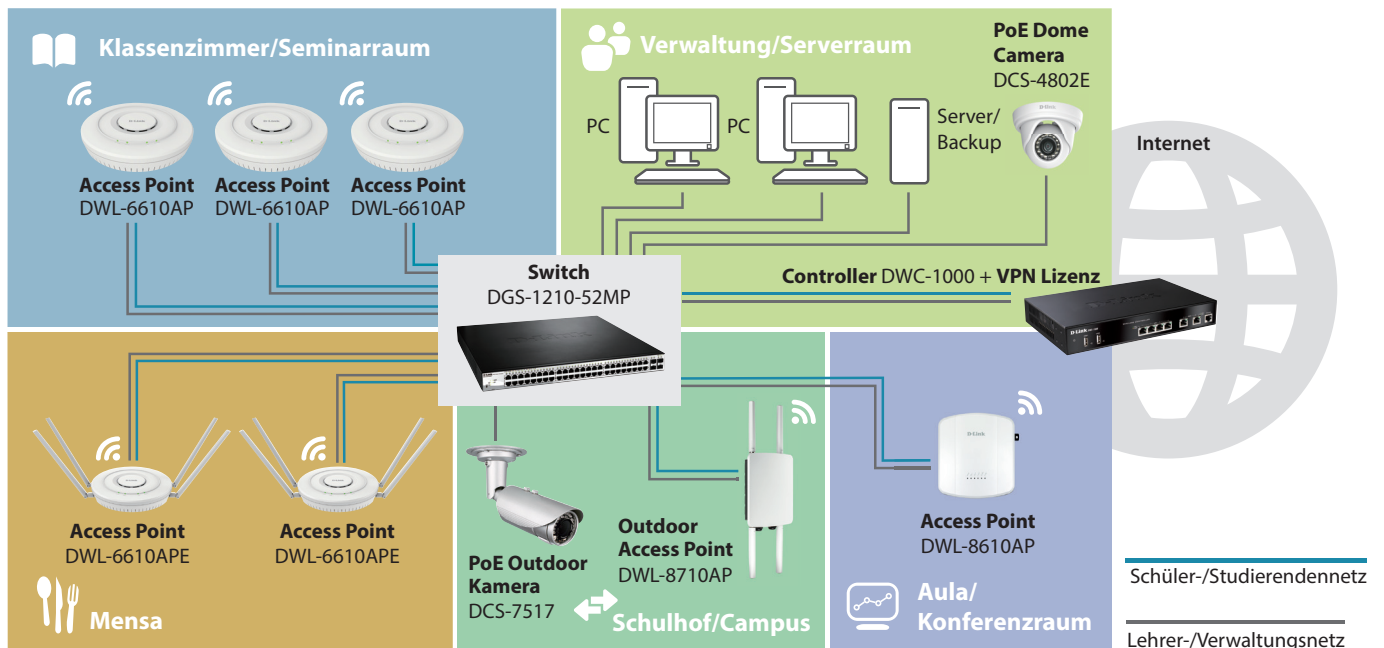 Klassenzimmer/Seminarraum
Access Point
DWL-6610AP
Access Point
DWL-6610AP
Access Point
DWL-6610AP
Verwaltung/Serverraum
PC
PC
Server/
Backup
PoE Dome
Camera
DCS-4802E
D-Link
Internet
Switch
DGS-1210-52MP
Controller DWC-1000 + VPN Lizenz
D-Link
Access Point
DWL-6610APE
Access Point
DWL-6610APE
Mensa
PoE Outdoor
Kamera
DCS-7517
Outdoor
Access Point
DWL-8710AP
Schulhof/Campus
D-Link
Access Point
DWL-8610AP
Aula/
Konferenzraum
Schüler-/Studierendennetz
Lehrer-/Verwaltungsnetz